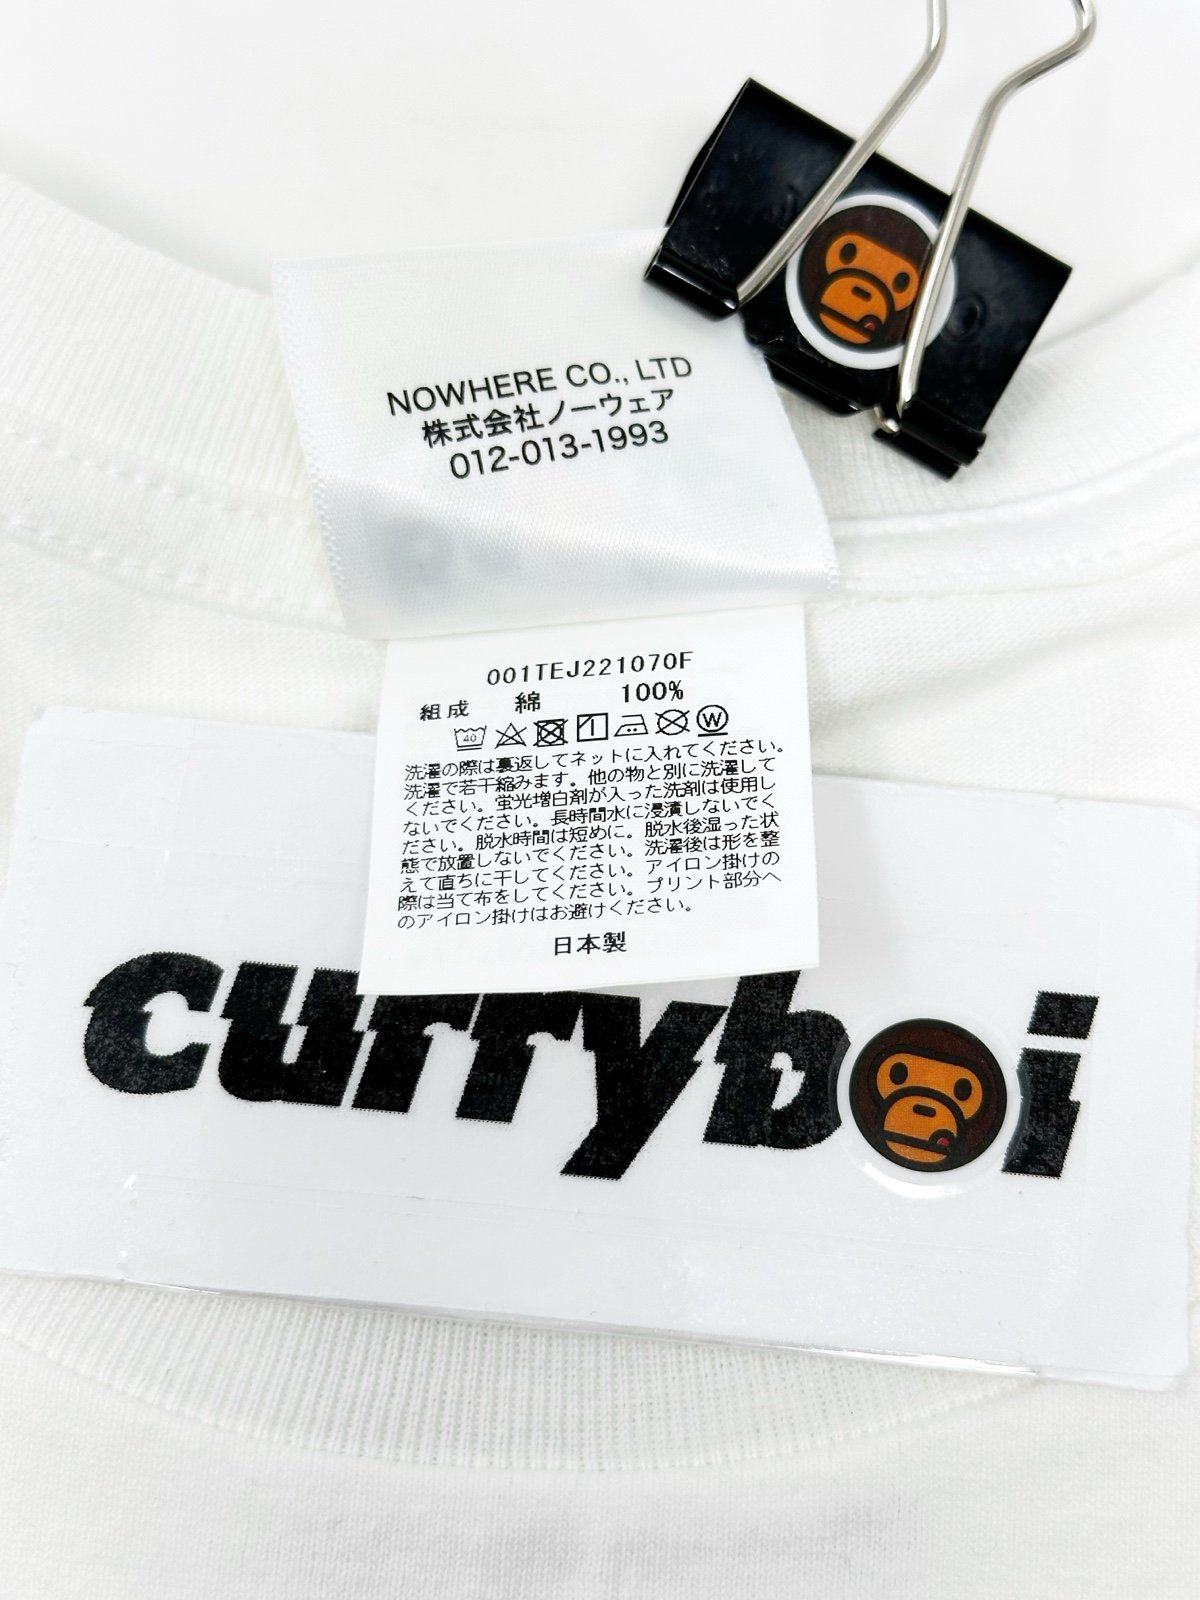 NOWHERE CO., LTD
株式会社ノーウェア
012-013-1993
001TEJ221070F
組成 綿 100%
40 W
洗濯の際は裏返してネットに入れてください。
洗濯で若干縮みます。他の物と別に洗濯して
ください。蛍光増白剤が入った洗剤は使用し
ないでください。長時間水に浸漬しないでく
ださい。脱水時間は短めに。脱水後湿った状
態で放置しないでください。洗濯後は形を整
えて直ちに干してください。アイロン掛けの
際は当て布をしてください。プリント部分へ
のアイロン掛けはお避けください。
日本製
curryboi